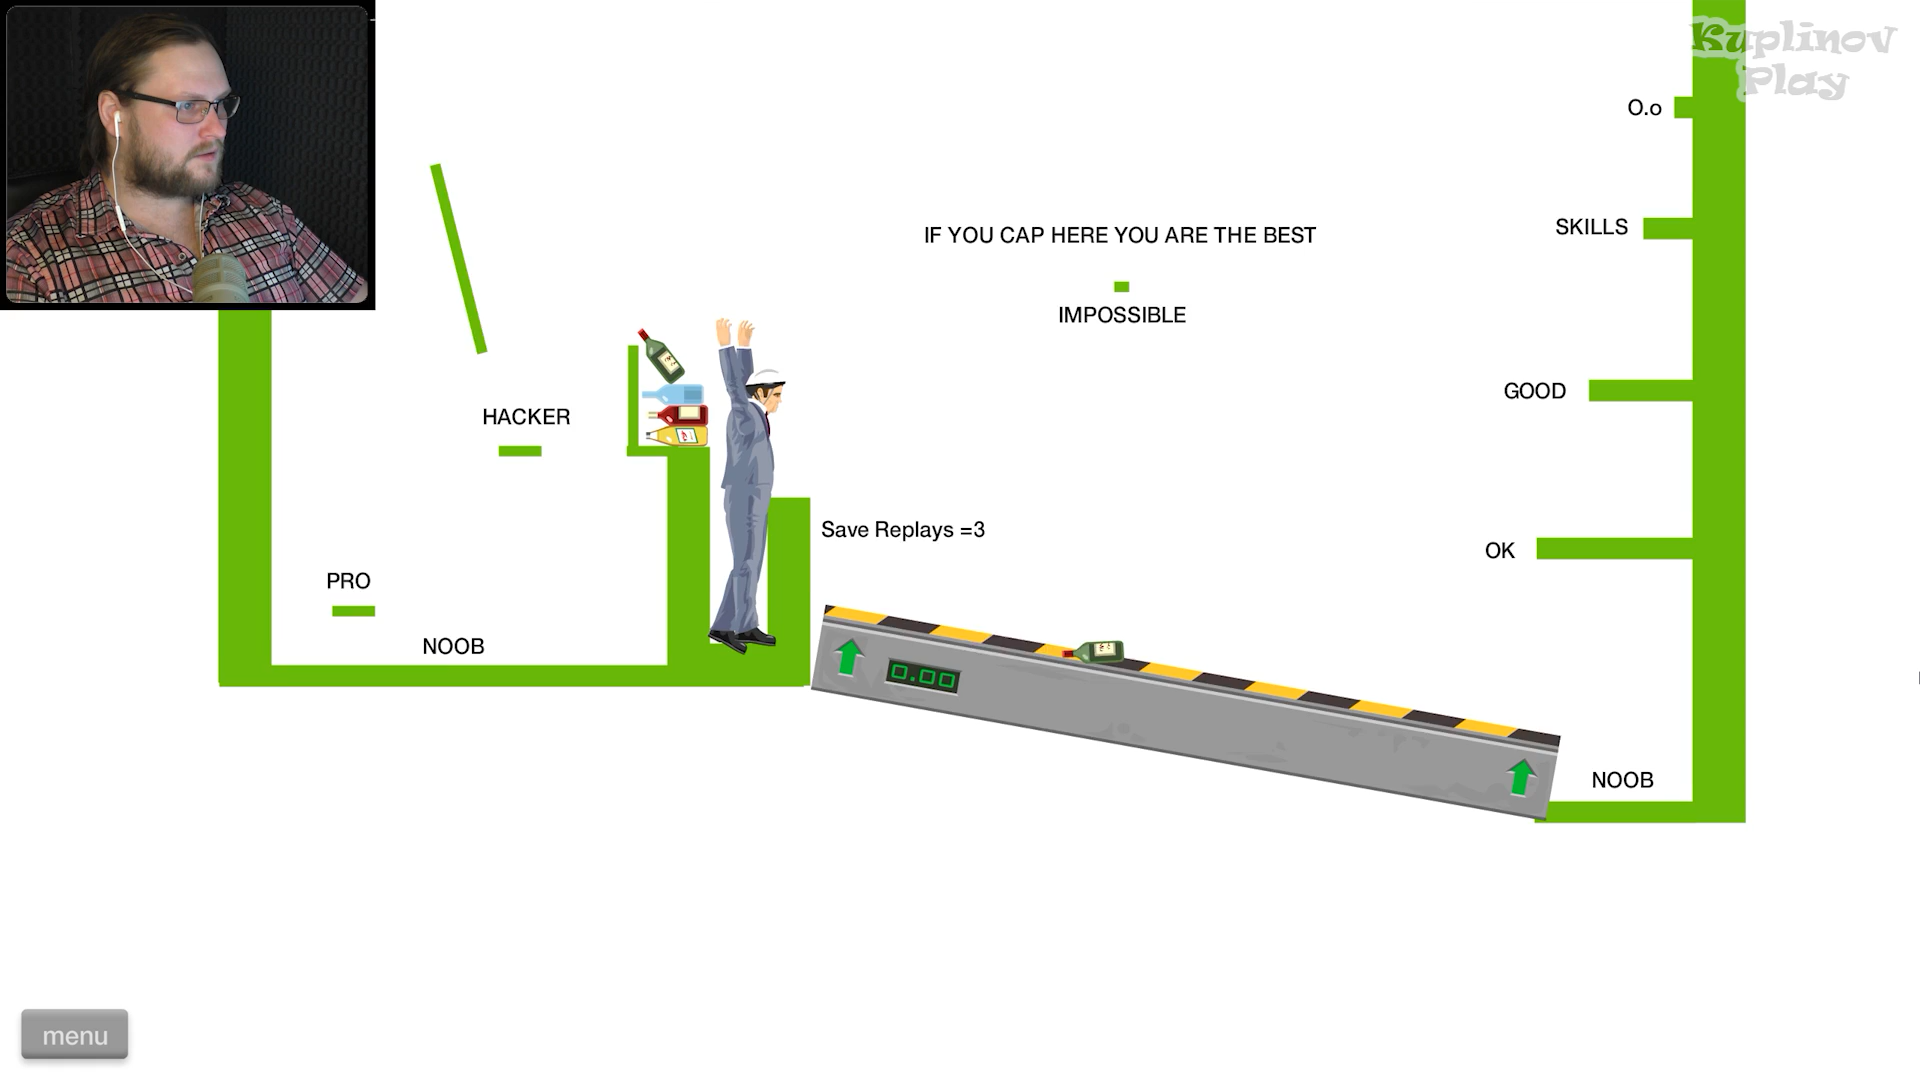 Kuplinov
Play
O.o
SKILLS
IF YOU CAP HERE YOU ARE THE BEST
IMPOSSIBLE
GOOD
HACKER
Save Replays =3
OK
PRO
NOOB
0.00
NOOB
menu